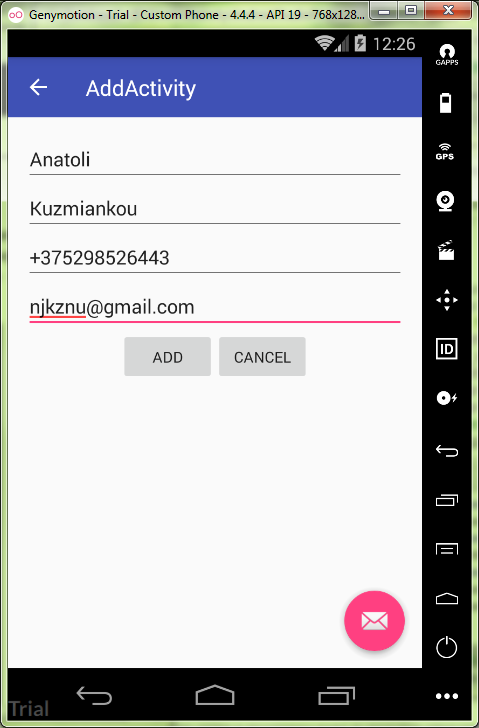 Genymotion - Trial - Custom Phone - 4.4.4 - API 19 - 768x128...
12:26
GAPPS
AddActivity
GPS
Anatoli
Kuzmiankou
+375298526443
njkznu@gmail.com
ID
ADD CANCEL
Trial